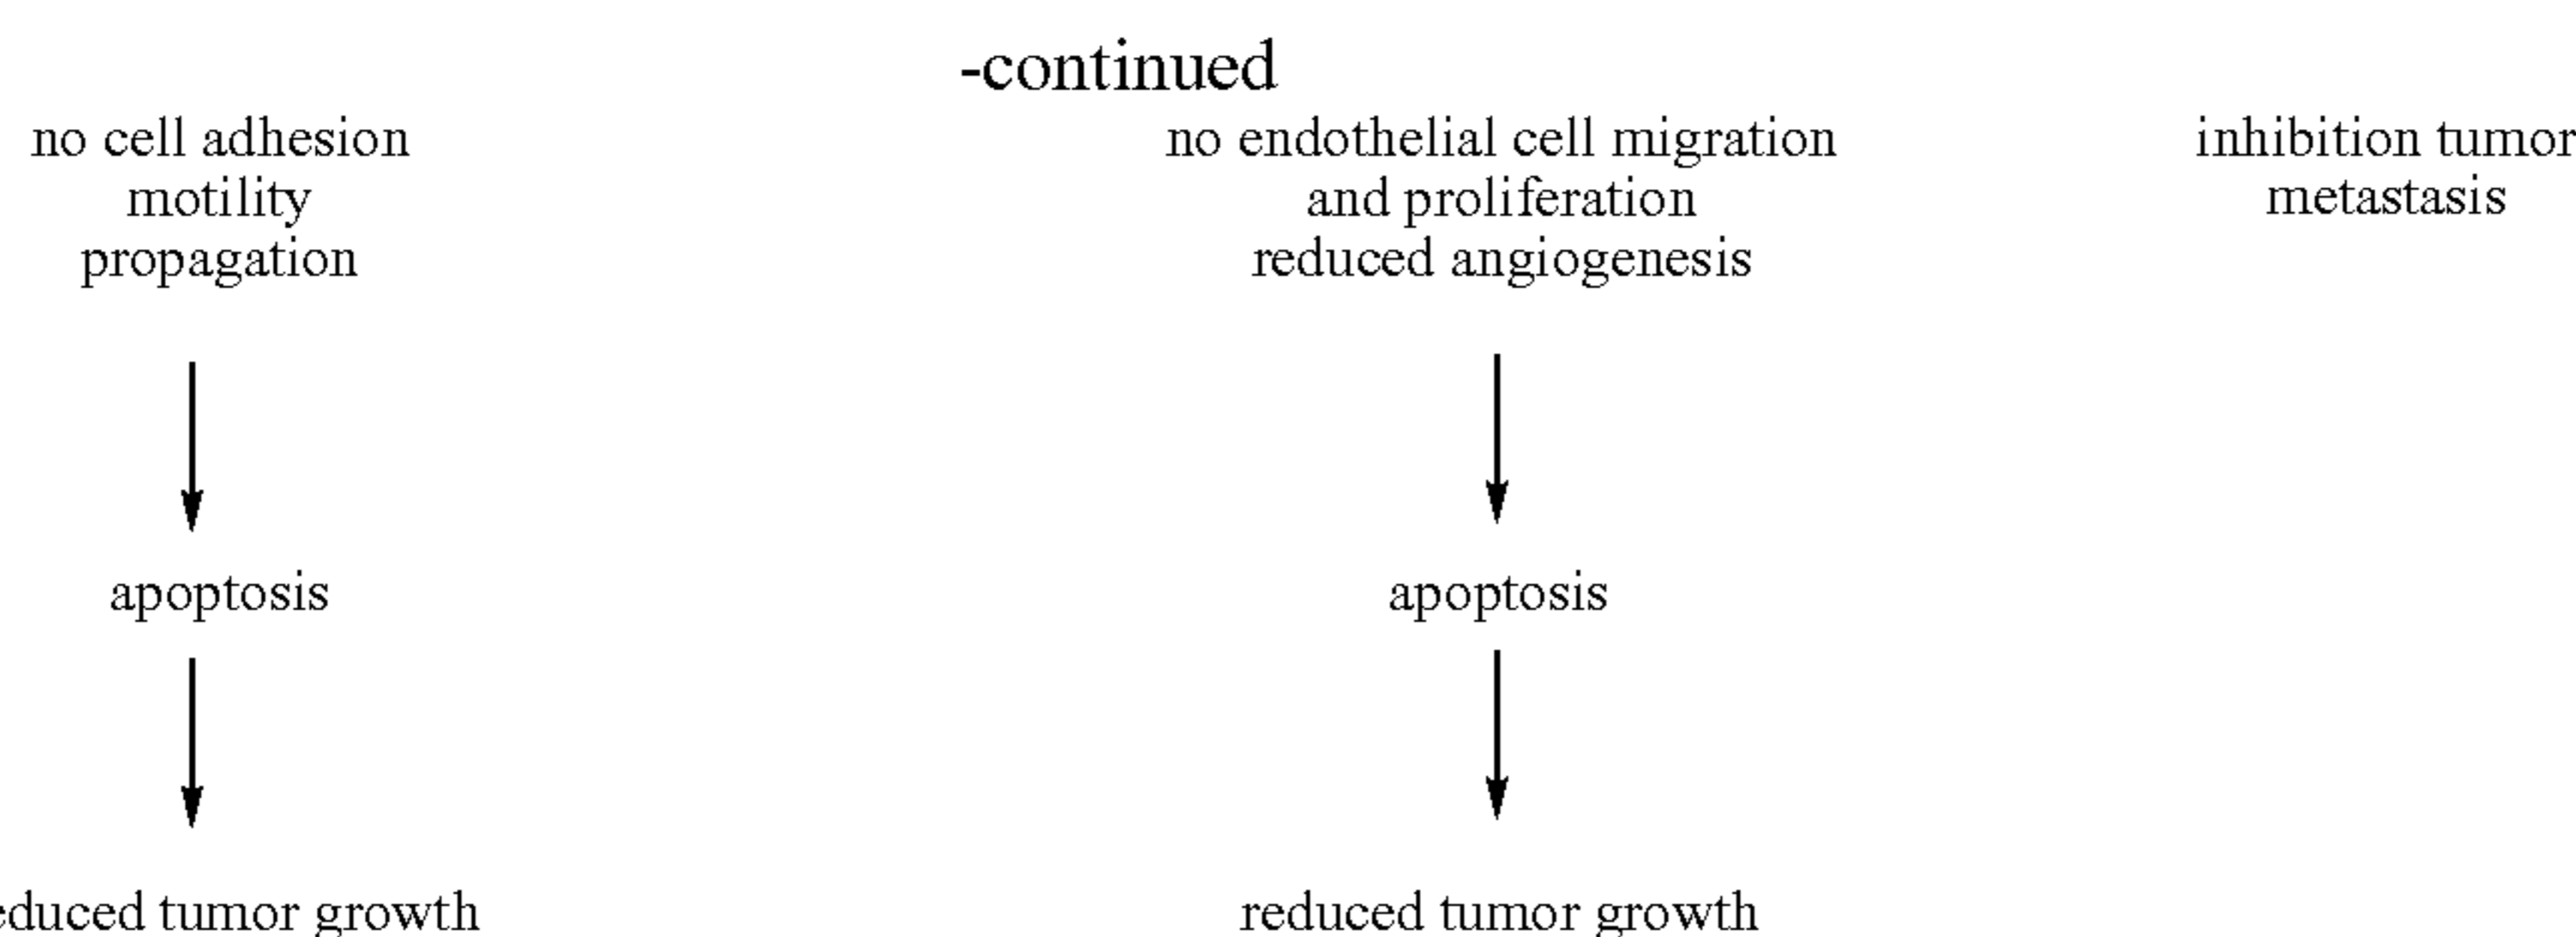 -continued
no cell adhesion
motility
propagation
no endothelial cell migration
and proliferation
reduced angiogenesis
inhibition tumor
metastasis
apoptosis
apoptosis
educed tumor growth
reduced tumor growth